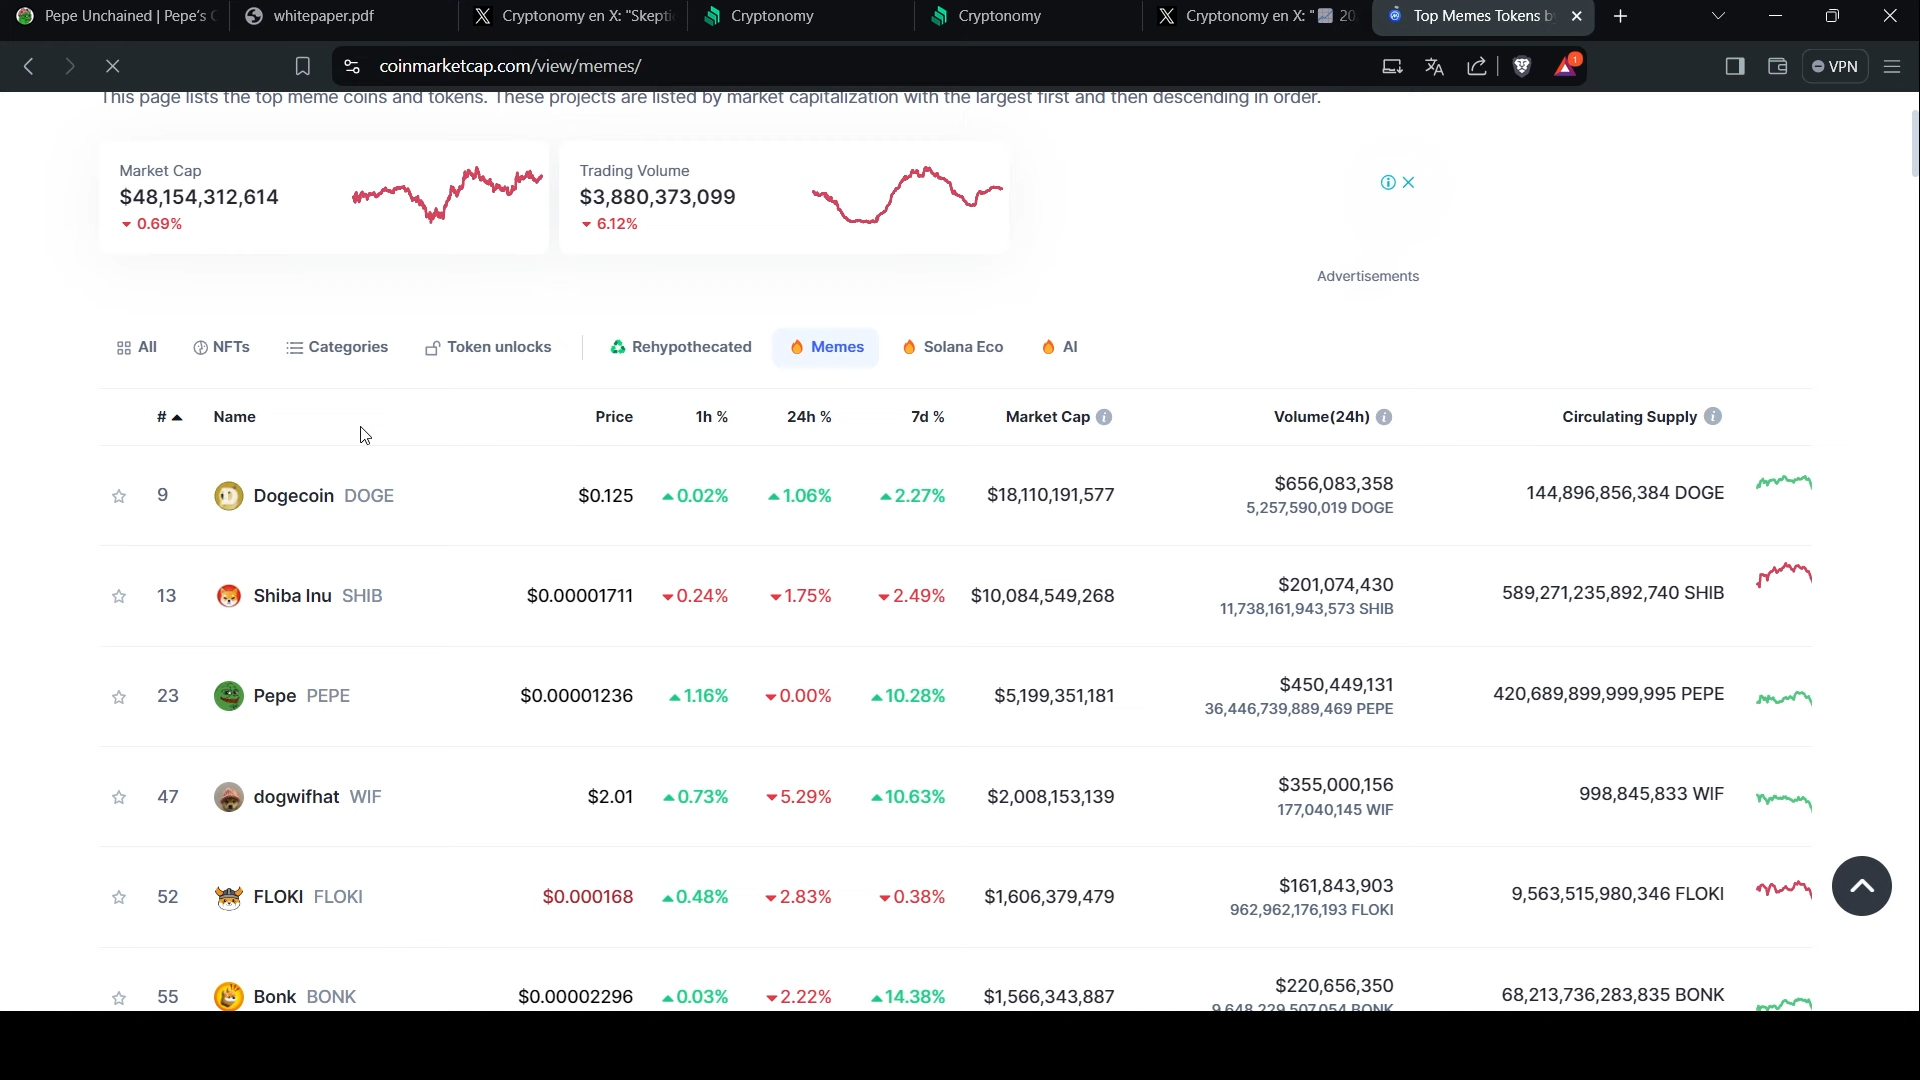 Pepe Unchained | Pepe's
whitepaper.pdf
Cryptonomy en X: "Skepti
Cryptonomy
Cryptonomy
Cryptonomy en X: "📈 20
Top Memes Tokens b
coinmarketcap.com/view/memes/
1
VPN
This page lists the top meme coins and tokens. These projects are listed by market capitalization with the largest first and then descending in order.
Market Cap
$48,154,312,614
0.69%
Trading Volume
$3,880,373,099
6.12%
Advertisements
All NFTs Categories Token unlocks Rehypothecated Memes Solana Eco AI
# Name Price 1h % 24h % 7d % Market Cap Volume(24h) Circulating Supply
9 Dogecoin DOGE $0.125 0.02% 1.06% 2.27% $18,110,191,577 $656,083,358 144,896,856,384 DOGE
5,257,590,019 DOGE
13 Shiba Inu SHIB $0.00001711 0.24% 1.75% 2.49% $10,084,549,268 $201,074,430 589,271,235,892,740 SHIB
11,738,161,943,573 SHIB
23 Pepe PEPE $0.00001236 1.16% 0.00% 10.28% $5,199,351,181 $450,449,131 420,689,899,999,995 PEPE
36,446,739,889,469 PEPE
47 dogwifhat WIF $2.01 0.73% 5.29% 10.63% $2,008,153,139 $355,000,156 998,845,833 WIF
177,040,145 WIF
52 FLOKI FLOKI $0.000168 0.48% 2.83% 0.38% $1,606,379,479 $161,843,903 9,563,515,980,346 FLOKI
962,962,176,193 FLOKI
55 Bonk BONK $0.00002296 0.03% 2.22% 14.38% $1,566,343,887 $220,656,350 68,213,736,283,835 BONK
9,648,229,507,054 BONK